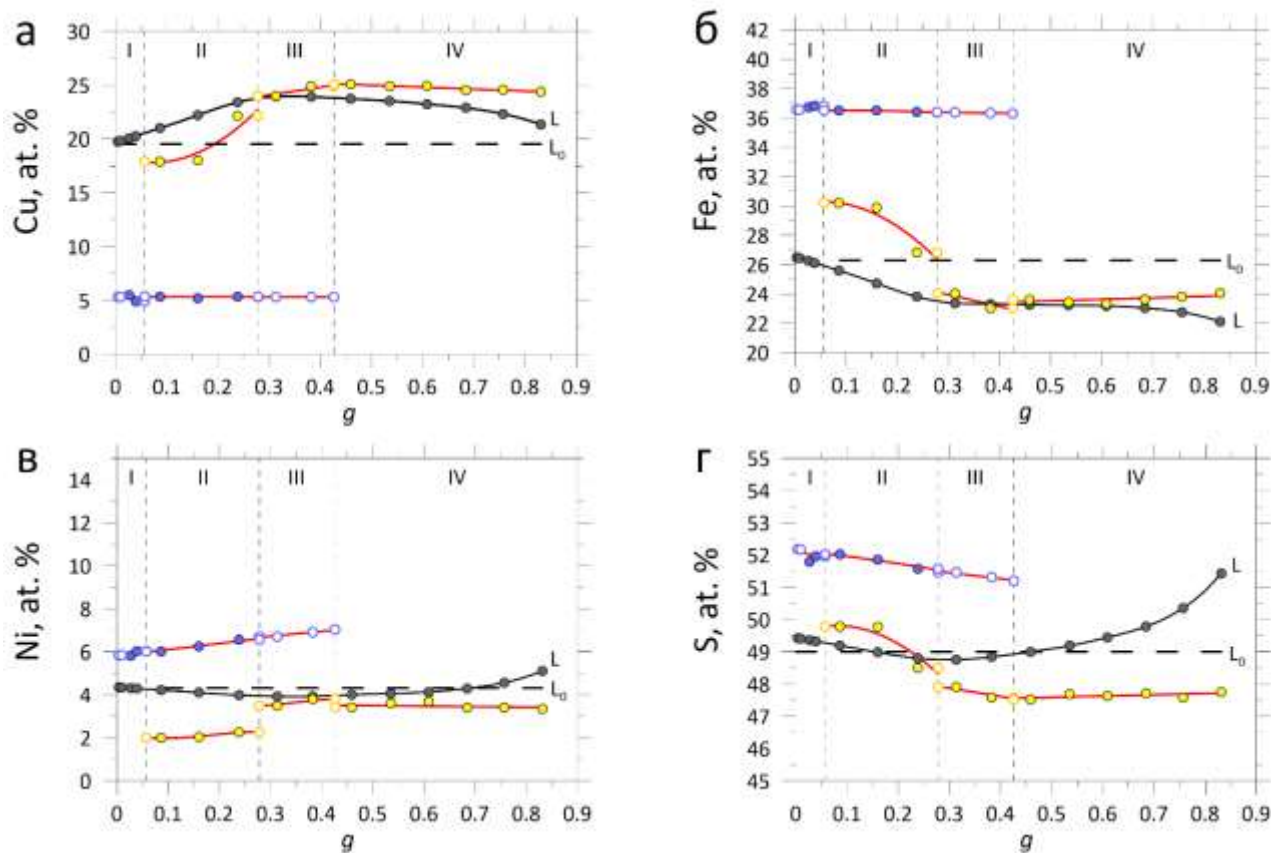 а
Cu, at. %
30
25
20
15
10
5
0
I
II
III
IV
L
L₀
0 0.1 0.2 0.3 0.4 0.5 0.6 0.7 0.8 0.9
g
б
Fe, at. %
42
40
38
36
34
32
30
28
26
24
22
20
I
II
III
IV
L₀
L
0 0.1 0.2 0.3 0.4 0.5 0.6 0.7 0.8 0.9
g
в
Ni, at. %
14
12
10
8
6
4
2
0
I
II
III
IV
L
L₀
0 0.1 0.2 0.3 0.4 0.5 0.6 0.7 0.8 0.9
g
г
S, at. %
55
54
53
52
51
50
49
48
47
46
45
I
II
III
IV
L
L₀
0 0.1 0.2 0.3 0.4 0.5 0.6 0.7 0.8 0.9
g